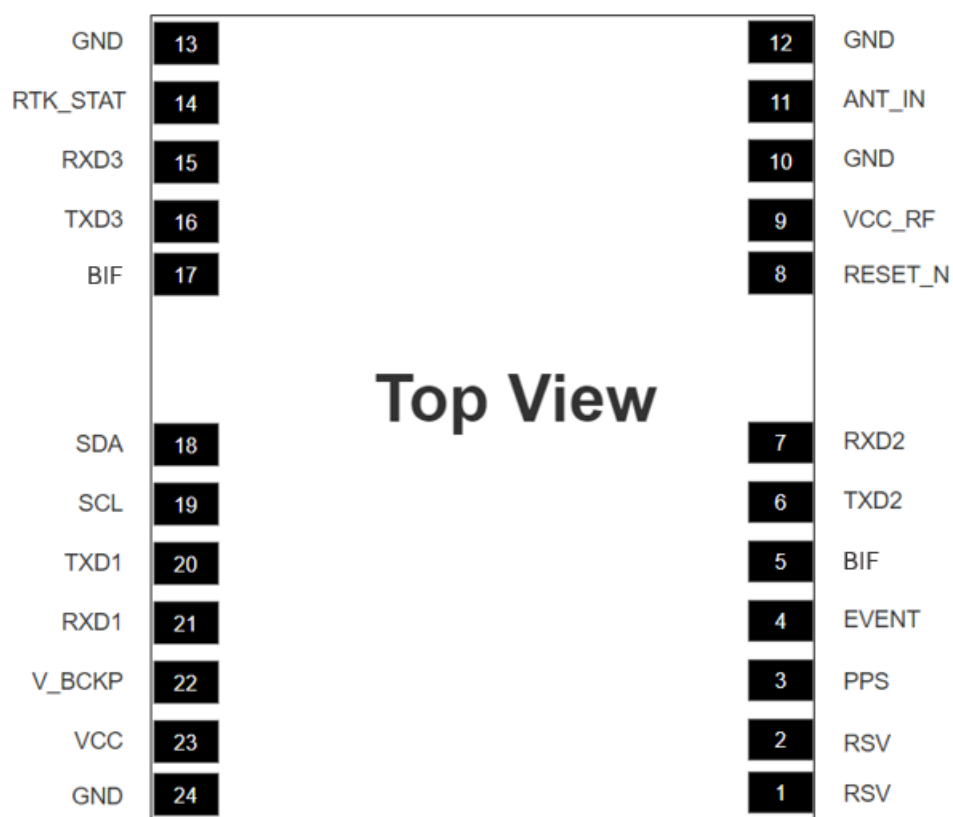 GND 13 12 GND
RTK_STAT 14 11 ANT_IN
RXD3 15 10 GND
TXD3 16 9 VCC_RF
BIF 17 8 RESET_N
Top View
SDA 18 7 RXD2
SCL 19 6 TXD2
TXD1 20 5 BIF
RXD1 21 4 EVENT
V_BCKP 22 3 PPS
VCC 23 2 RSV
GND 24 1 RSV